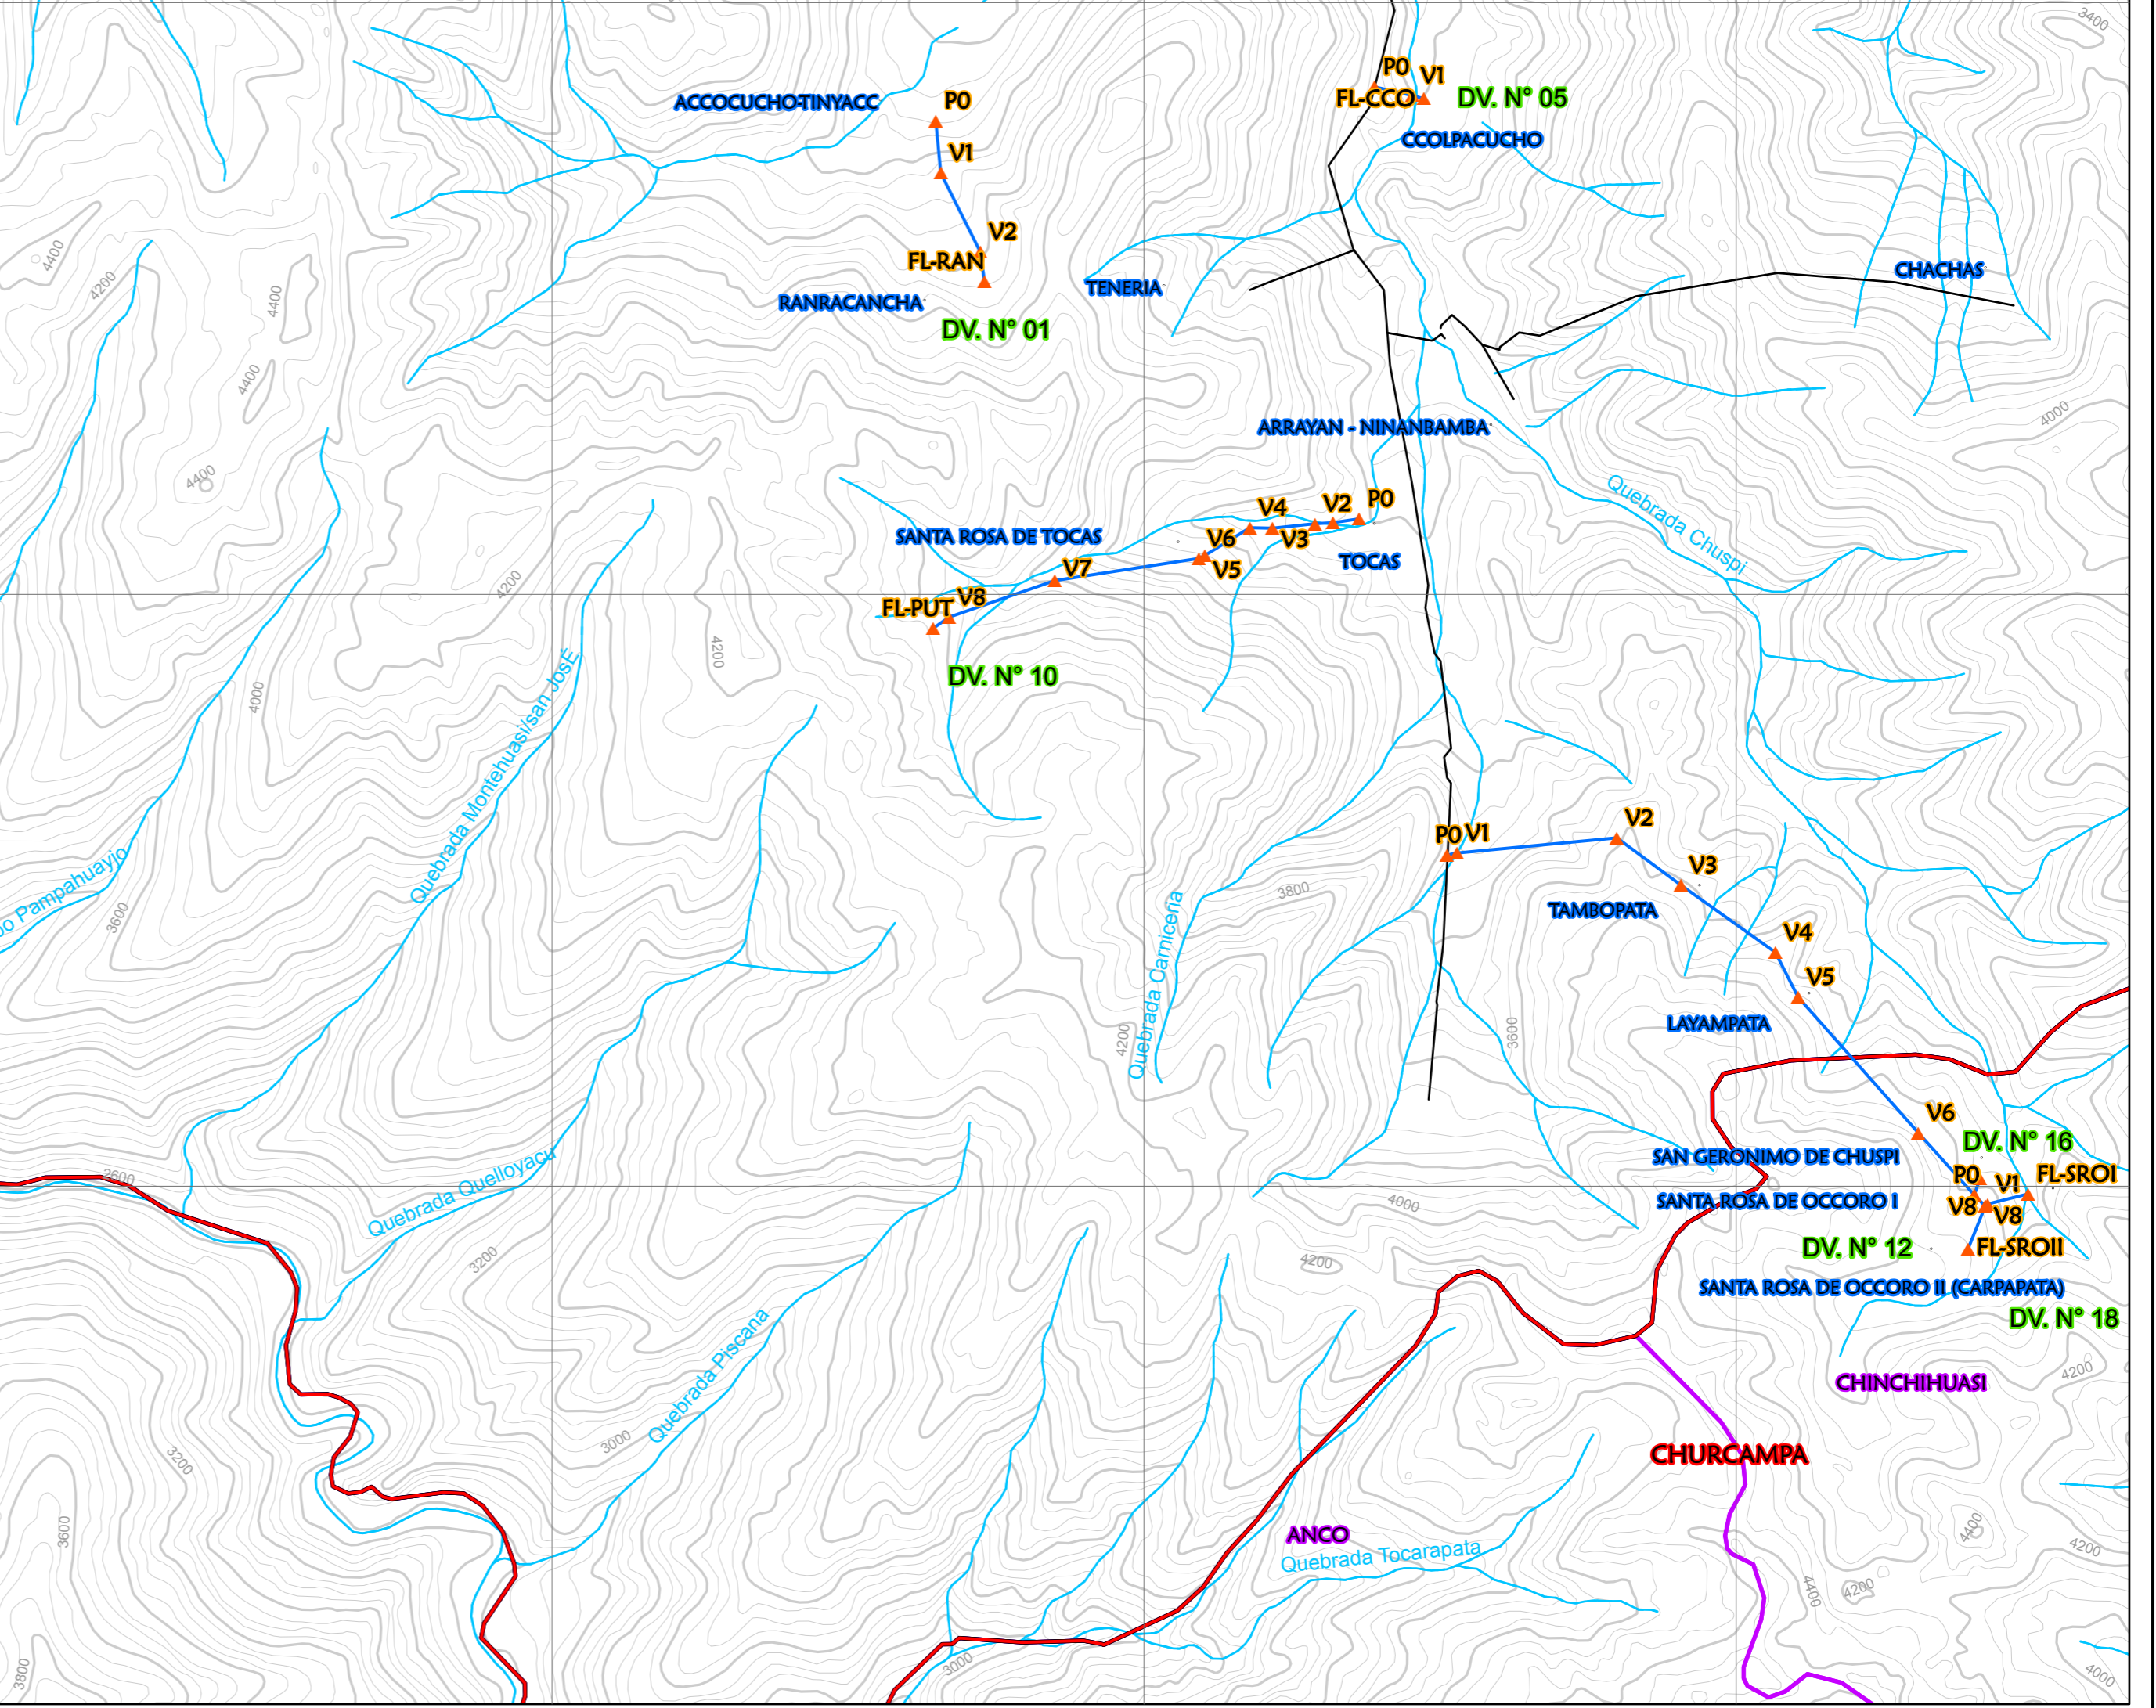 3400
P0
V1
FL-CCO
DV. N° 05
ACCOCUCHO-TINYACC
P0
CCOLPACUCHO
V1
V2
FL-RAN
4400
4200
4400
TENERIA
CHACHAS
RANRACANCHA
DV. N° 01
4400
4000
ARRAYAN - NINANBAMBA
4400
Quebrada Chuspi
V4
V2
P0
SANTA ROSA DE TOCAS
V6
V3
TOCAS
V7
V5
4200
FL-PUT
V8
4200
DV. N° 10
4000
Quebrada Montehuasi/san JosÉ
P0
V1
V2
V3
3800
TAMBOPATA
3600
Pampahuayjo
V4
Quebrada Carniceria
V5
LAYAMPATA
4200
3600
V6
DV. N° 16
SAN GERONIMO DE CHUSPI
2600
P0
V1
FL-SROI
Quebrada Quelloyacu
4000
SANTA ROSA DE OCCORO I
V8
V8
DV. N° 12
FL-SROII
3200
4200
SANTA ROSA DE OCCORO II (CARPAPATA)
DV. N° 18
Quebrada Piscana
4200
CHINCHIHUASI
3000
3200
CHURCAMPA
3600
ANCO
4400
4200
Quebrada Tocarapata
4400
4200
3000
3800
4000